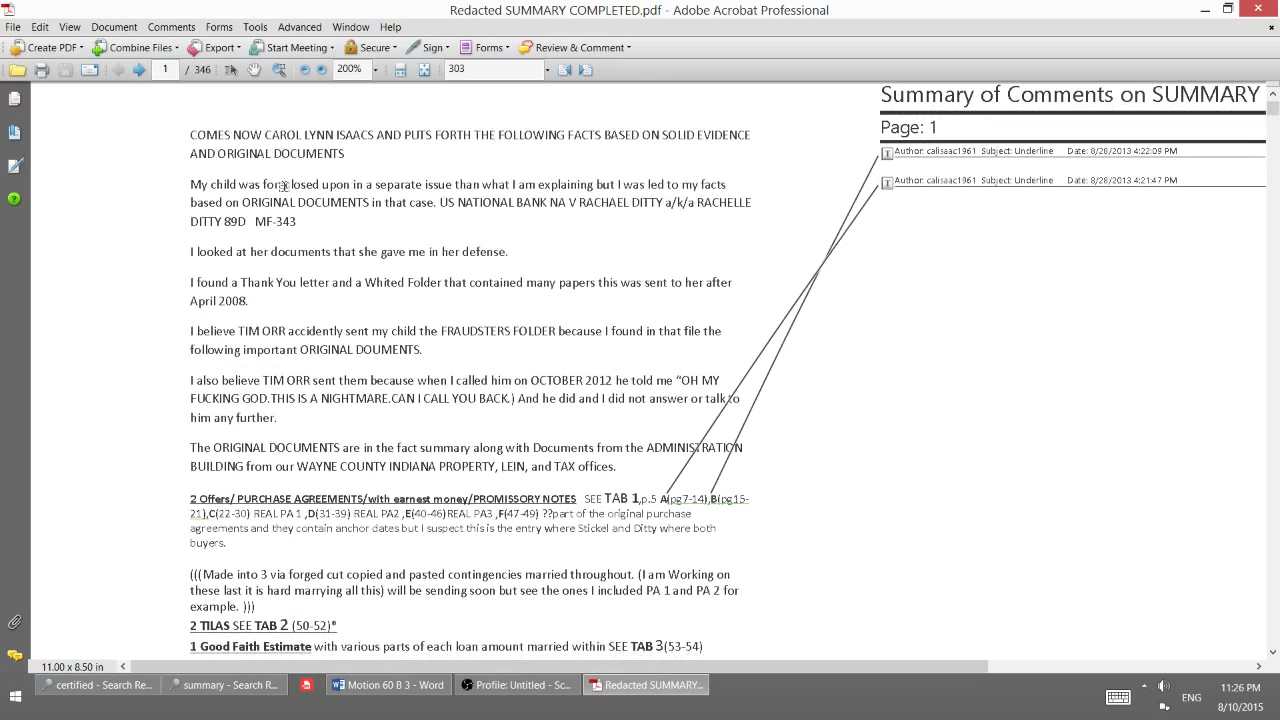 Redacted SUMMARY COMPLETED.pdf - Adobe Acrobat Professional
File Edit View Document Comments Forms Tools Advanced Window Help
Create PDF Combine Files Export Start Meeting Secure Sign Forms Review & Comment
1 / 346 200% 303
Summary of Comments on SUMMARY
Page: 1
Author: calisaac1961 Subject: Underline Date: 8/28/2013 4:22:09 PM
Author: calisaac1961 Subject: Underline Date: 8/28/2013 4:21:47 PM
COMES NOW CAROL LYNN ISAACS AND PUTS FORTH THE FOLLOWING FACTS BASED ON SOLID EVIDENCE
AND ORIGINAL DOCUMENTS
My child was foreclosed upon in a separate issue than what I am explaining but I was led to my facts
based on ORIGINAL DOCUMENTS in that case. US NATIONAL BANK NA V RACHAEL DITTY a/k/a RACHELLE
DITTY 89D MF-343
I looked at her documents that she gave me in her defense.
I found a Thank You letter and a Whited Folder that contained many papers this was sent to her after
April 2008.
I believe TIM ORR accidently sent my child the FRAUDSTERS FOLDER because I found in that file the
following important ORIGINAL DOUMENTS.
I also believe TIM ORR sent them because when I called him on OCTOBER 2012 he told me “OH MY
FUCKING GOD.THIS IS A NIGHTMARE.CAN I CALL YOU BACK.) And he did and I did not answer or talk to
him any further.
The ORIGINAL DOCUMENTS are in the fact summary along with Documents from the ADMINISTRATION
BUILDING from our WAYNE COUNTY INDIANA PROPERTY, LEIN, and TAX offices.
2 Offers/ PURCHASE AGREEMENTS/with earnest money/PROMISSORY NOTES SEE TAB 1,p.5 A(pg7-14),B(pg15-
21),C(22-30) REAL PA 1 ,D(31-39) REAL PA2 ,E(40-46)REAL PA3 ,F(47-49) ??part of the original purchase
agreements and they contain anchor dates but I suspect this is the entry where Stickel and Ditty where both
buyers.
(((Made into 3 via forged cut copied and pasted contingencies married throughout. (I am Working on
these last it is hard marrying all this) will be sending soon but see the ones I included PA 1 and PA 2 for
example. )))
2 TILAS SEE TAB 2 (50-52)*
1 Good Faith Estimate with various parts of each loan amount married within SEE TAB 3(53-54)
11.00 x 8.50 in
certified - Search Re... summary - Search R... Motion 60 B 3 - Word Profile: Untitled - Sc... Redacted SUMMARY... ENG 11:26 PM
8/10/2015